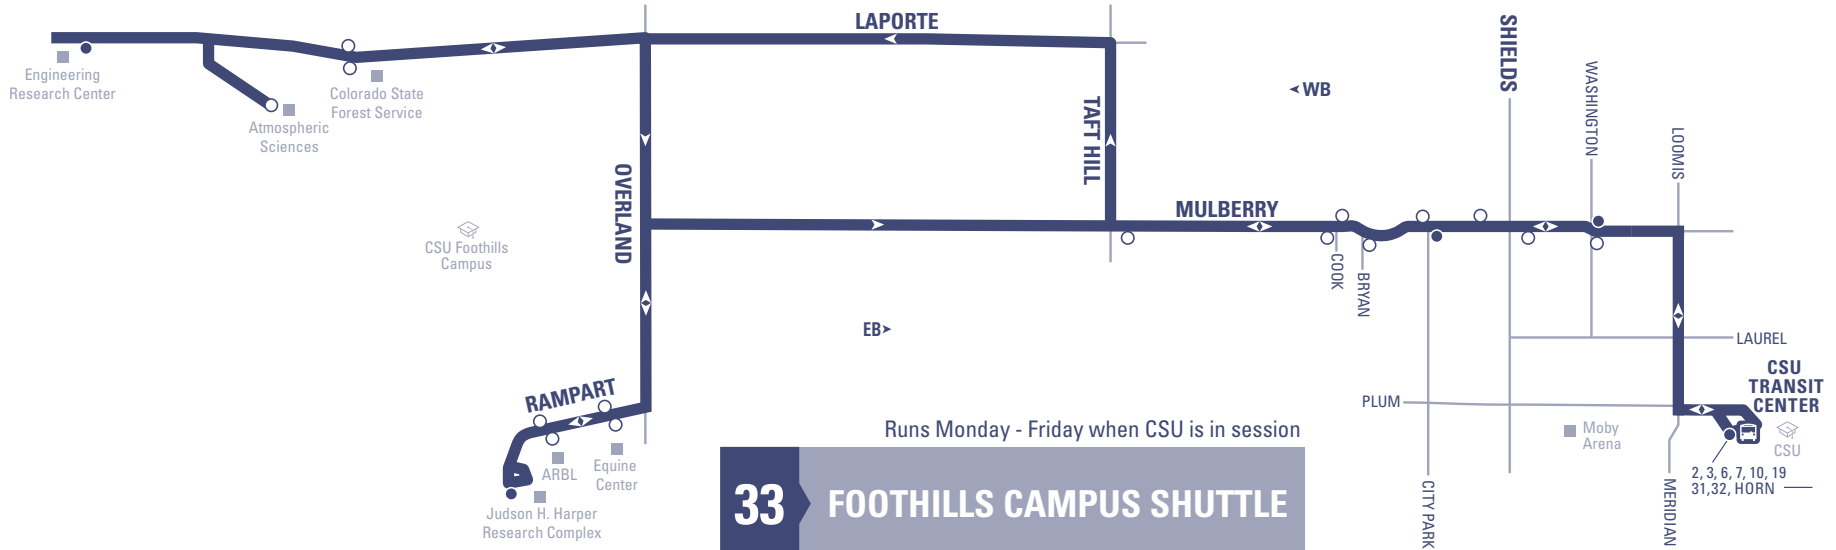 LAPORTE
SHIELDS
WASHINGTON
LOOMIS
Engineering
Research Center
Colorado State
Forest Service
Atmospheric
Sciences
WB
TAFT HILL
OVERLAND
MULBERRY
CSU Foothills
Campus
COOK
BRYAN
EB
LAUREL
CSU
TRANSIT
CENTER
RAMPART
PLUM
Runs Monday - Friday when CSU is in session
Moby
Arena
CSU
ARBL
Equine
Center
2, 3, 6, 7, 10, 19
31,32, HORN
33 FOOTHILLS CAMPUS SHUTTLE
Judson H. Harper
Research Complex
CITY PARK
MERIDIAN